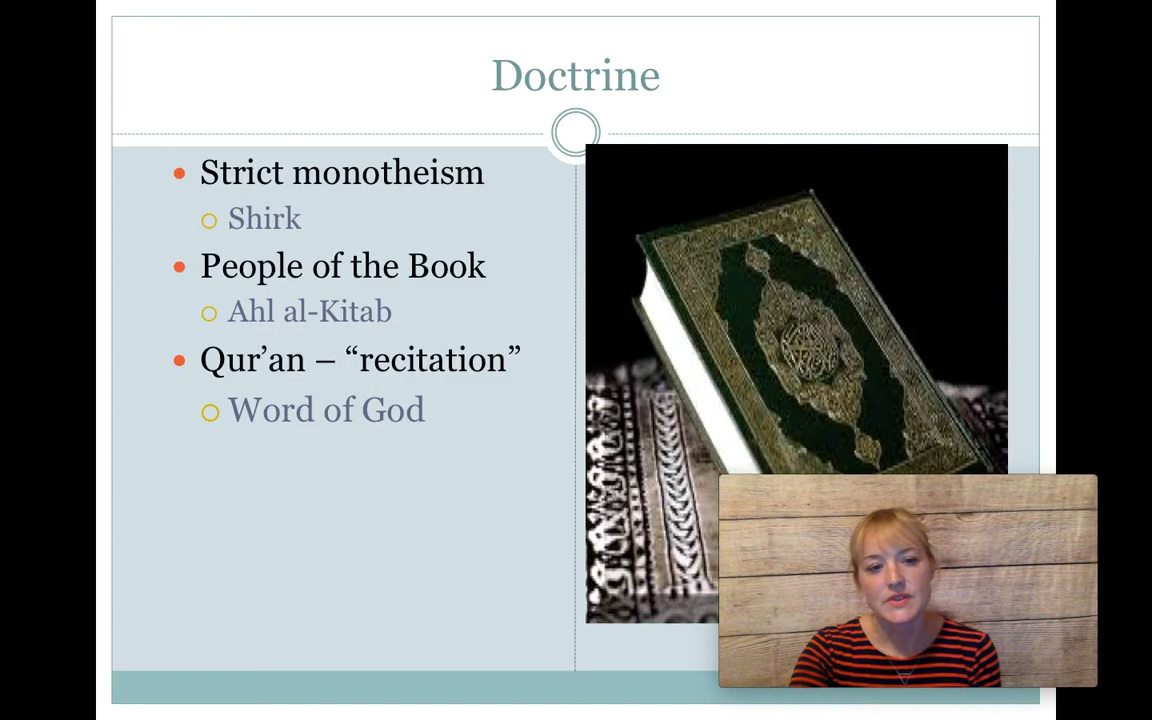 Doctrine
Strict monotheism
Shirk
People of the Book
Ahl al-Kitab
Qur’an – “recitation”
Word of God